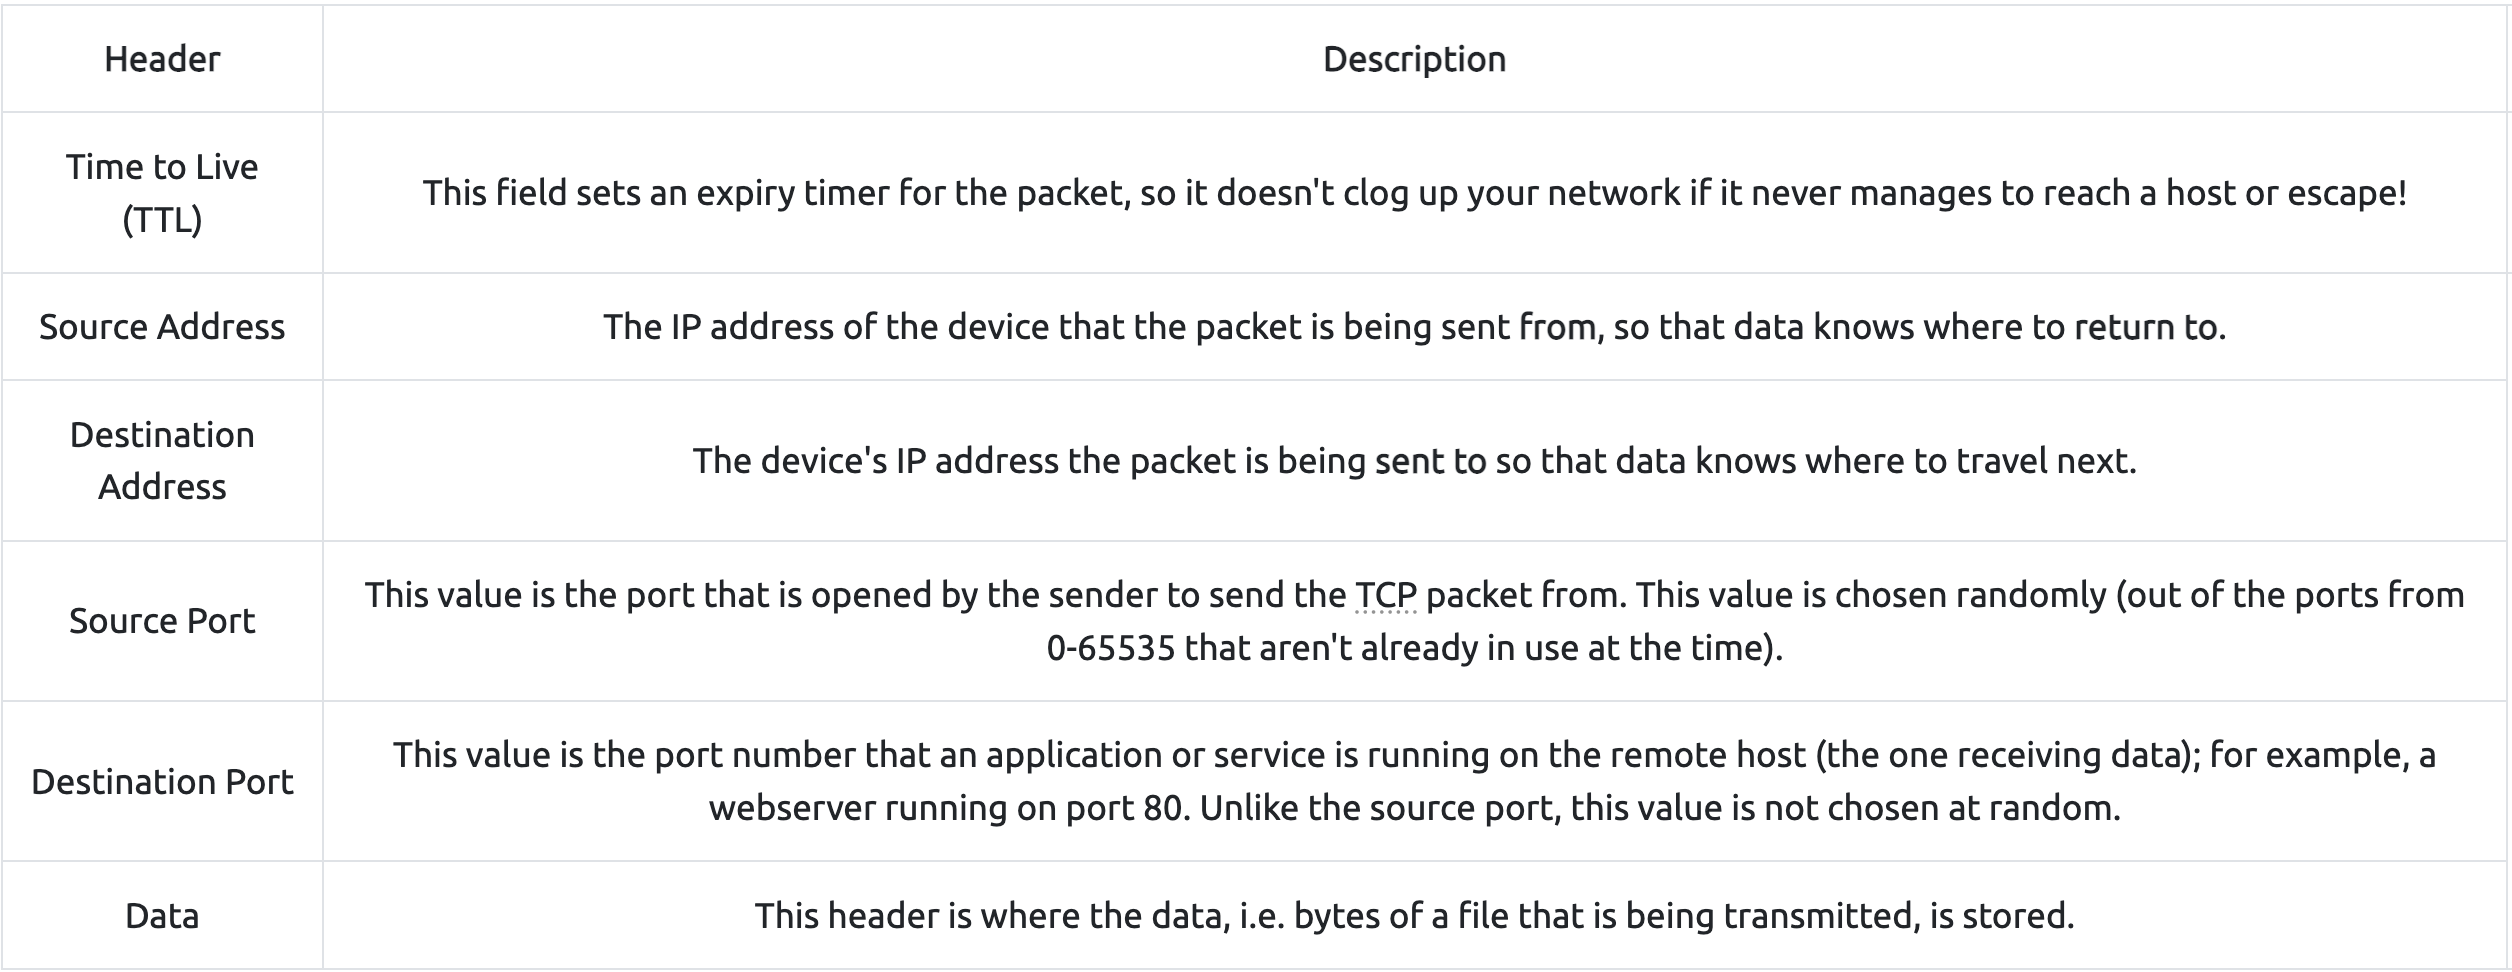 Header
Description
Time to Live
(TTL)
This field sets an expiry timer for the packet, so it doesn't clog up your network if it never manages to reach a host or escape!
Source Address
The IP address of the device that the packet is being sent from, so that data knows where to return to.
Destination
Address
The device's IP address the packet is being sent to so that data knows where to travel next.
Source Port
This value is the port that is opened by the sender to send the TCP packet from. This value is chosen randomly (out of the ports from
0-65535 that aren't already in use at the time).
Destination Port
This value is the port number that an application or service is running on the remote host (the one receiving data); for example, a
webserver running on port 80. Unlike the source port, this value is not chosen at random.
Data
This header is where the data, i.e. bytes of a file that is being transmitted, is stored.